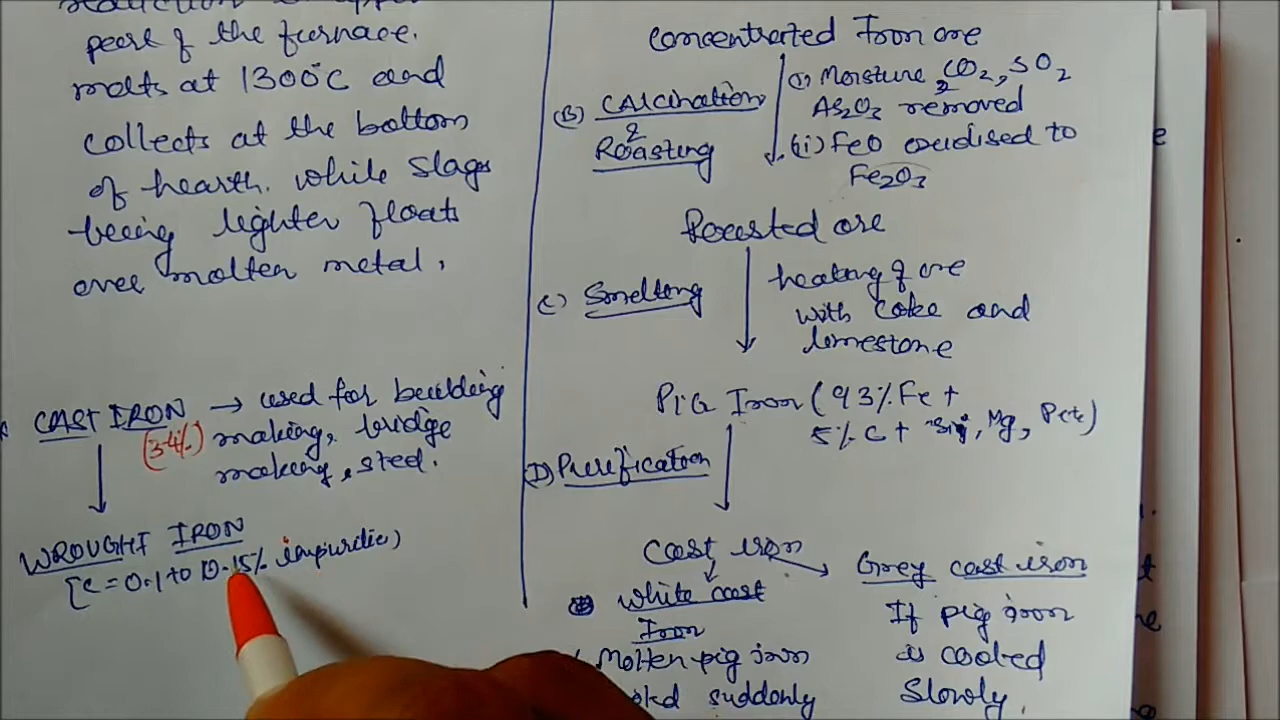 part of the furnace.
melts at 1300°C and
collects at the bottom
of hearth. while slags
being lighter floats
over molten metal.
CAST IRON → used for building
(3-4%) making, bridge
making, steel.
WROUGHT IRON
[C = 0.1 to 0.15% impurdie)
Concentrated Iron ore
(B) CAlcination
2
Roasting
(i) Moisture, CO2, SO2
As2O3 removed
(ii) FeO oxidised to
Fe2O3
Roasted ore
(C) Smelting
heating of ore
with coke and
limestone
PiG Iron (93% Fe +
5% C + Si, Mg, P etc)
(D) Purification
Cast iron
White cast
Iron
Molten pig iron
suddenly
Grey cast iron
If pig iron
is cooled
Slowly.